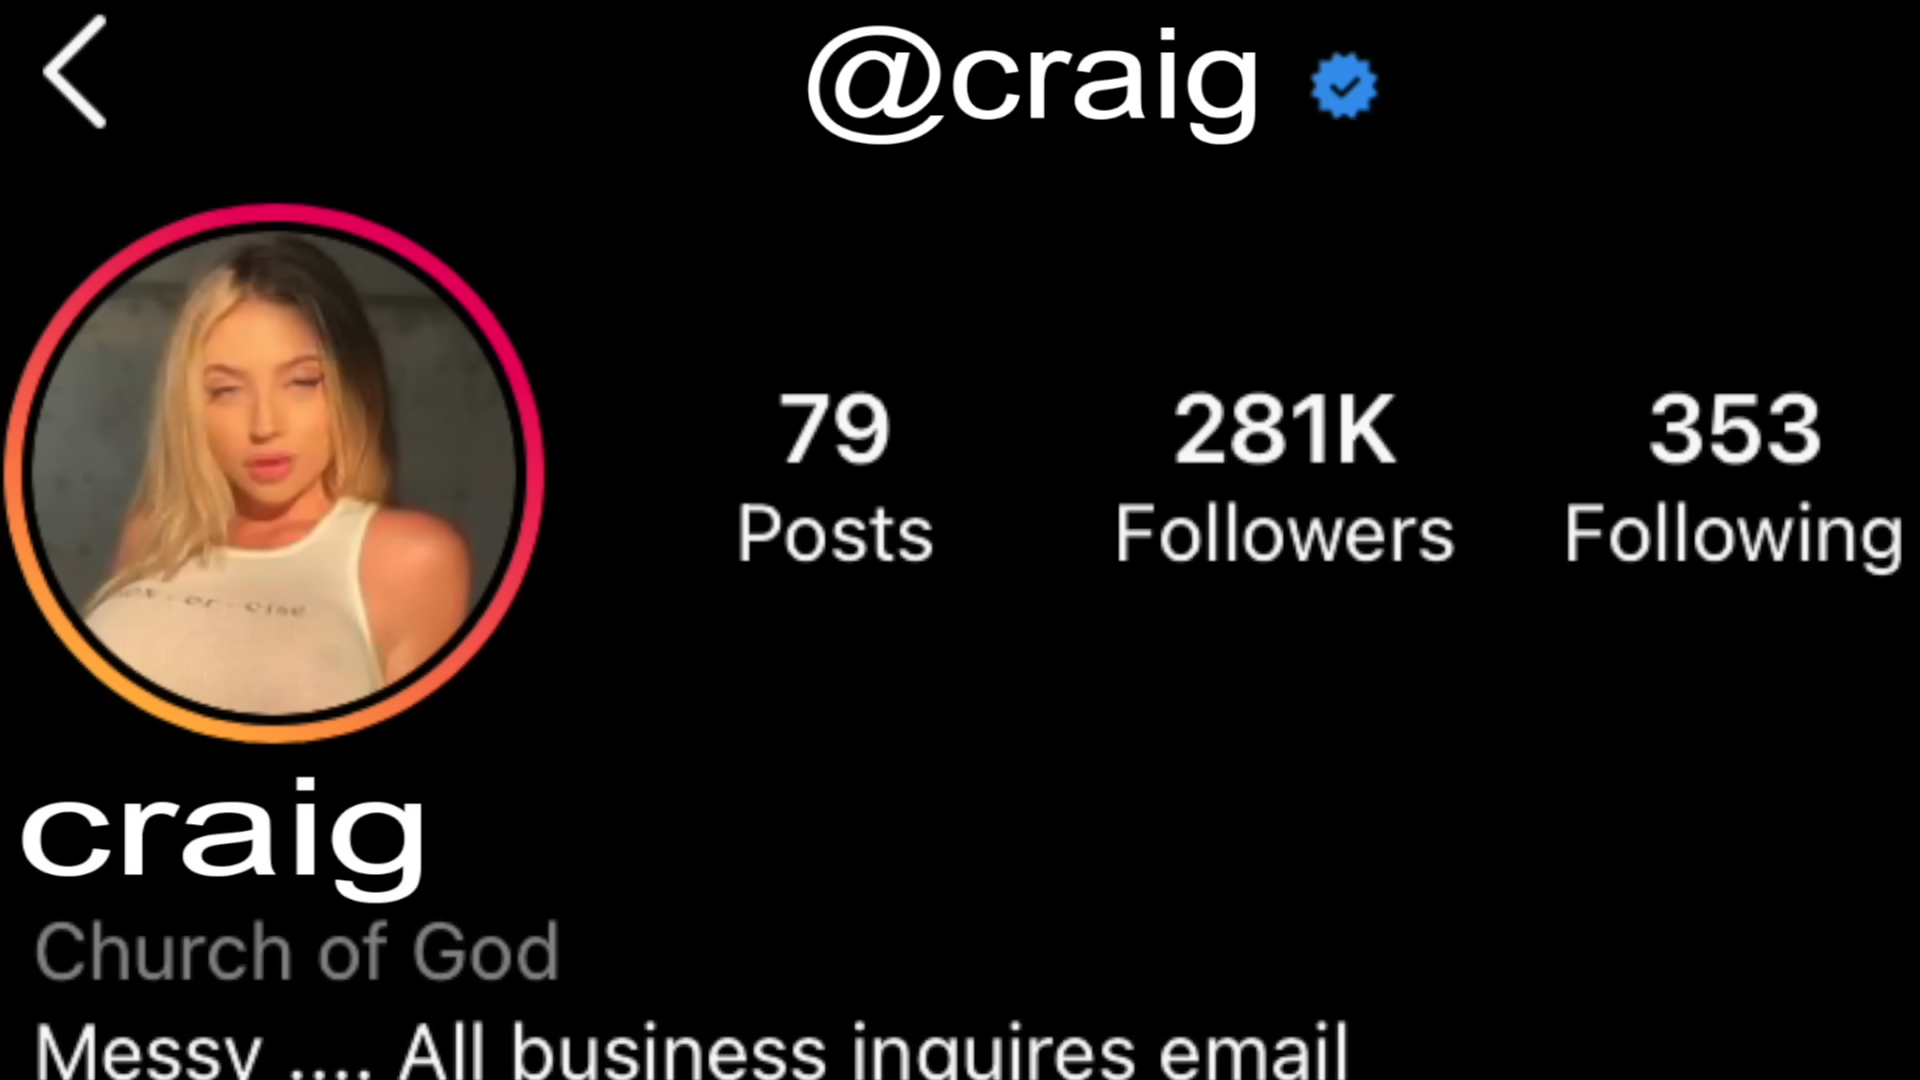 @craig
79 281K 353
Posts Followers Following
craig
Church of God
Messy .... All business inquires email